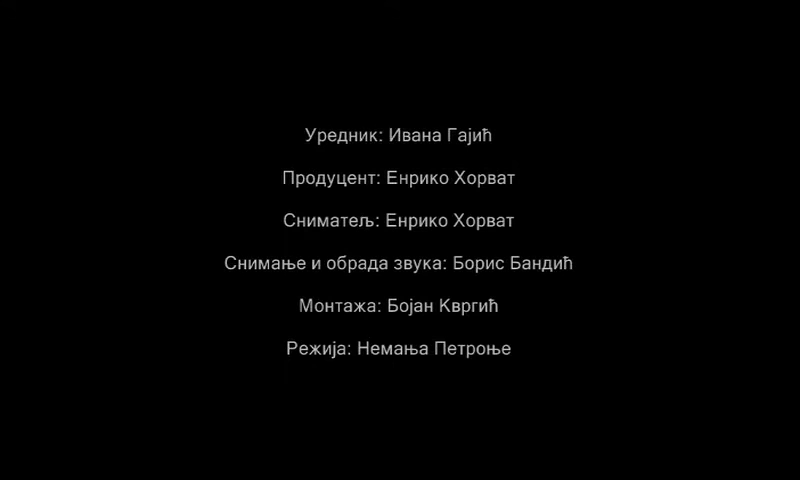 Уредник: Ивана Гајић
Продуцент: Енрико Хорват
Сниматељ: Енрико Хорват
Снимање и обрада звука: Борис Бандић
Монтажа: Бојан Квргић
Режија: Немања Петроње